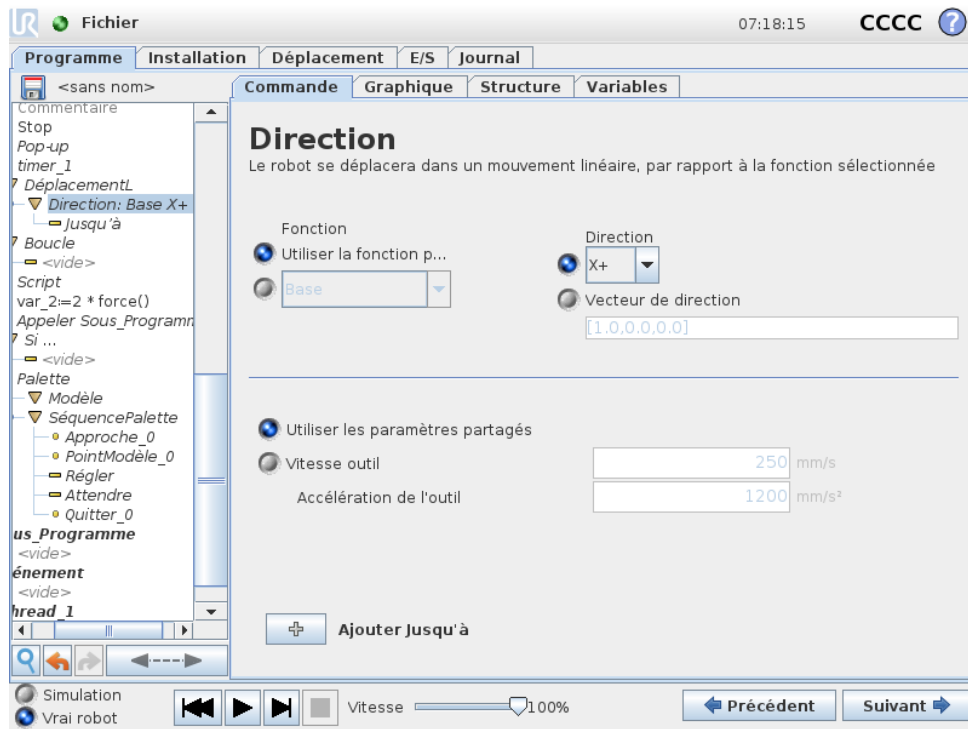 UR Fichier 07:18:15 CCCC ?
Programme Installation Déplacement E/S Journal
<sans nom>
Commande Graphique Structure Variables
Commentaire
Stop
Pop-up
timer_1
DéplacementL
Direction: Base X+
Jusqu'à
Boucle
<vide>
Script
var_2:=2 * force()
Appeler Sous_Programm
Si ...
<vide>
Palette
Modèle
SéquencePalette
Approche_0
PointModèle_0
Régler
Attendre
Quitter_0
us_Programme
<vide>
énement
<vide>
hread_1
Direction
Le robot se déplacera dans un mouvement linéaire, par rapport à la fonction sélectionnée
Fonction
Utiliser la fonction p...
Base
Direction
X+
Vecteur de direction
[1.0,0.0,0.0]
Utiliser les paramètres partagés
Vitesse outil 250 mm/s
Accélération de l'outil 1200 mm/s²
Ajouter Jusqu'à
Simulation
Vrai robot
Vitesse 100%
Précédent Suivant